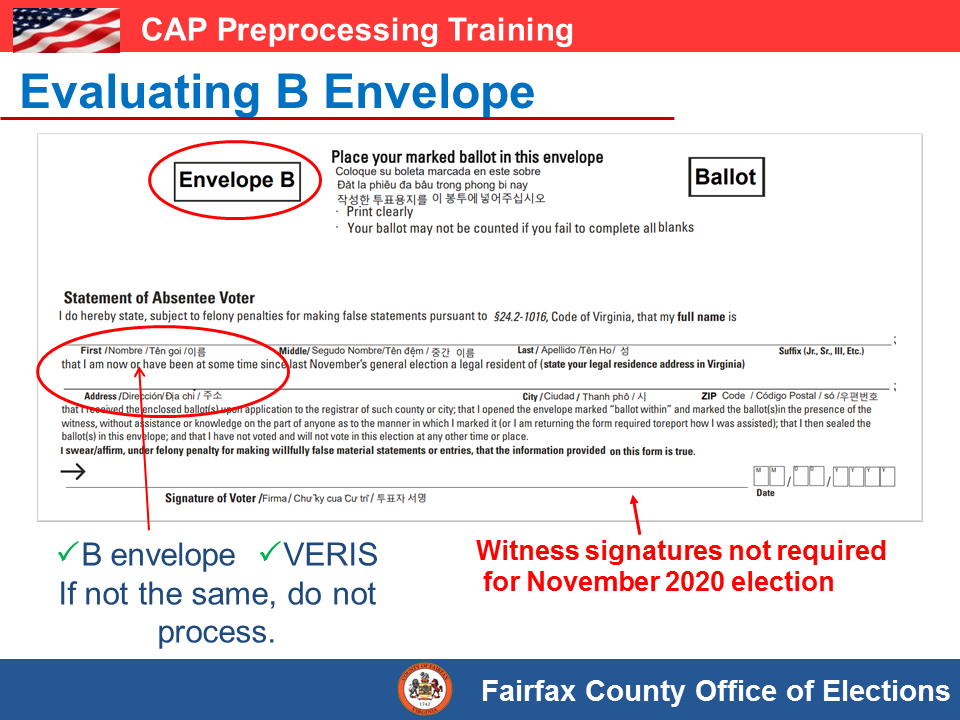 CAP Preprocessing Training
Evaluating B Envelope
Envelope B
Place your marked ballot in this envelope
Coloque su boleta marcada en este sobre
Đăt la phiêu đa bâu trong phong bi nay
작성한 투표용지를 이 봉투에 넣어주십시오
· Print clearly
· Your ballot may not be counted if you fail to complete all blanks
Ballot
Statement of Absentee Voter
I do hereby state, subject to felony penalties for making false statements pursuant to §24.2-1016, Code of Virginia, that my full name is
;
First /Nombre /Tên goi /이름 Middle/ Segudo Nombre/Tên đệm / 중간 이름 Last / Apellido /Tên Ho / 성 Suffix (Jr., Sr., III, Etc.)
that I am now or have been at some time since last November's general election a legal resident of (state your legal residence address in Virginia)
;
Address /Dirección/Địa chỉ / 주소 City / Ciudad / Thanh phô / 시 ZIP Code / Código Postal / só / 우편번호
that I received the enclosed ballot(s) upon application to the registrar of such county or city; that I opened the envelope marked "ballot within" and marked the ballot(s)in the presence of the
witness, without assistance or knowledge on the part of anyone as to the manner in which I marked it (or I am returning the form required toreport how I was assisted); that I then sealed the
ballot(s) in this envelope; and that I have not voted and will not vote in this election at any other time or place.
I swear/affirm, under felony penalty for making willfully false material statements or entries, that the information provided on this form is true.
M M / D D / Y Y Y Y
Signature of Voter /Firma / Chư ̃ky cua Cư tri / 투표자 서명
Date
✓B envelope ✓VERIS
If not the same, do not
process.
Witness signatures not required
for November 2020 election
Fairfax County Office of Elections